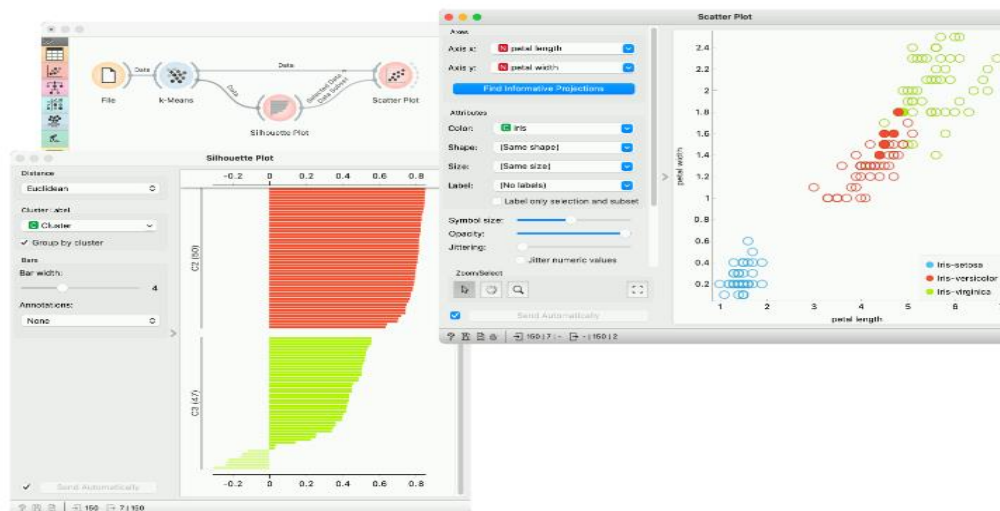 Data
Data
Data
Selected Data → Data Subset
File
k-Means
Silhouette Plot
Scatter Plot
Scatter Plot
Axes
Axis x:
N petal length
Axis y:
N petal width
Find Informative Projections
Attributes
Color:
C iris
Shape:
(Same shape)
Size:
(Same size)
Label:
(No labels)
Label only selection and subset
Symbol size:
Opacity:
Jittering:
Jitter numeric values
Zoom/Select
Send Automatically
150 | 7 | -
- | 150 | 2
petal width
2.4
2.2
2
1.8
1.6
1.4
1.2
1
0.8
0.6
0.4
0.2
0
1 2 3 4 5 6 7
petal length
Iris-setosa
Iris-versicolor
Iris-virginica
Silhouette Plot
Distance
Euclidean
Cluster Label
C Cluster
Group by cluster
Bars
Bar width:
4
Annotations:
None
Send Automatically
150
7 | 150
-0.2 0 0.2 0.4 0.6 0.8
C2 (50)
C3 (47)
-0.2 0 0.2 0.4 0.6 0.8